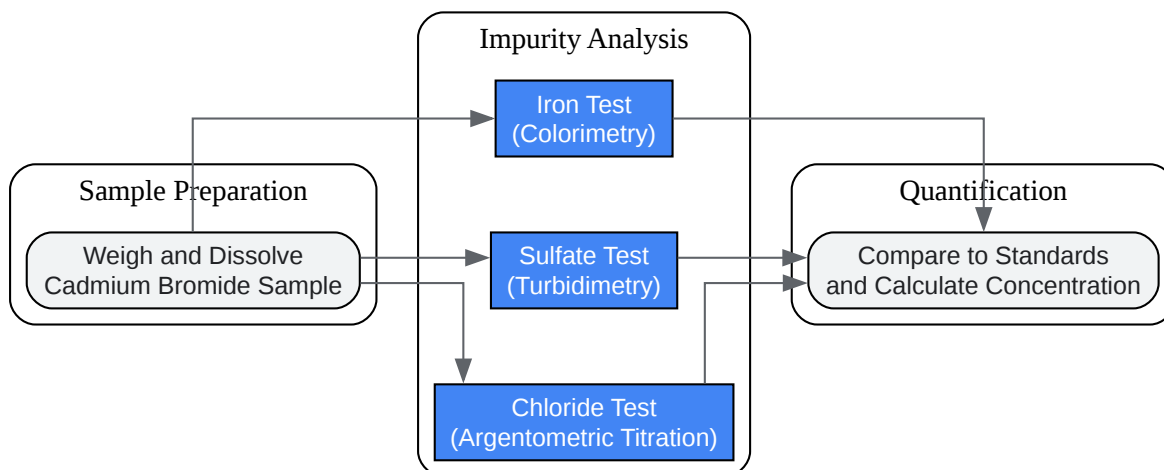 Impurity Analysis
Iron Test
(Colorimetry)
Sample Preparation
Weigh and Dissolve
Cadmium Bromide Sample
Sulfate Test
(Turbidimetry)
Chloride Test
(Argentometric Titration)
Quantification
Compare to Standards
and Calculate Concentration